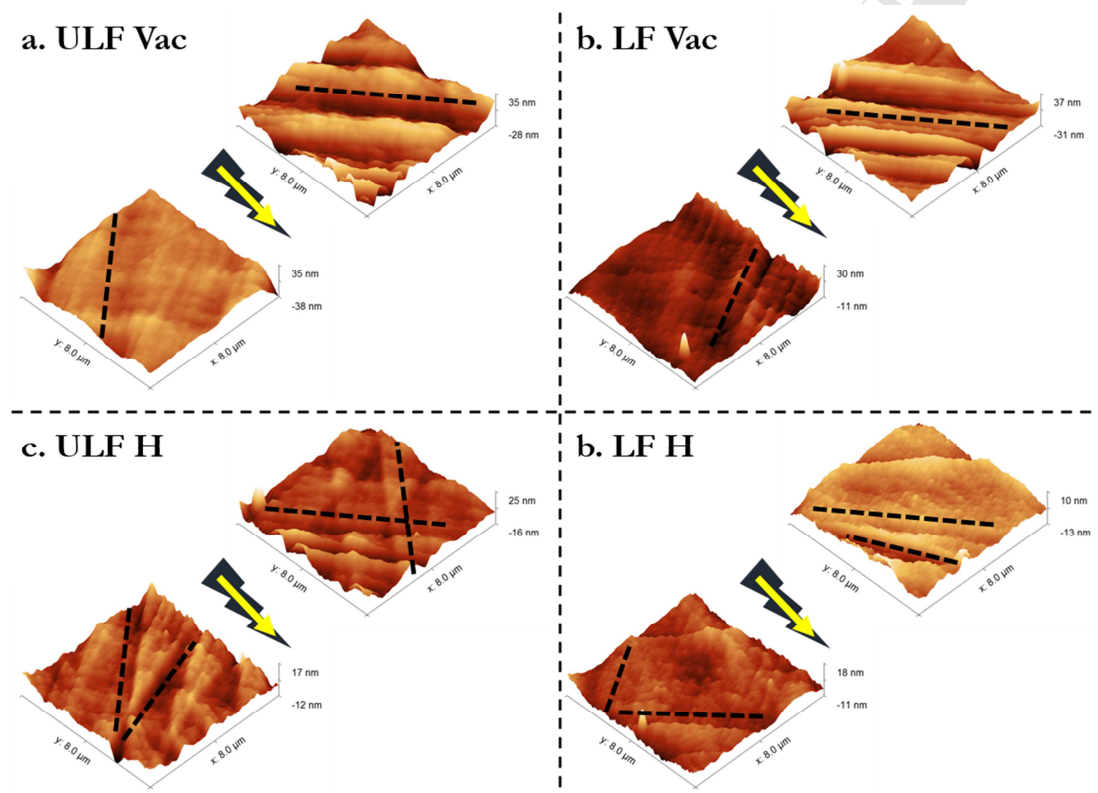 a. ULF Vac
35 nm
-28 nm
y: 8.0 μm
x: 8.0 μm
35 nm
-38 nm
y: 8.0 μm
x: 8.0 μm
b. LF Vac
37 nm
-31 nm
y: 8.0 μm
x: 8.0 μm
30 nm
-11 nm
y: 8.0 μm
x: 8.0 μm
c. ULF H
25 nm
-16 nm
y: 8.0 μm
x: 8.0 μm
17 nm
-12 nm
y: 8.0 μm
x: 8.0 μm
b. LF H
10 nm
-13 nm
y: 8.0 μm
x: 8.0 μm
18 nm
-11 nm
y: 8.0 μm
x: 8.0 μm